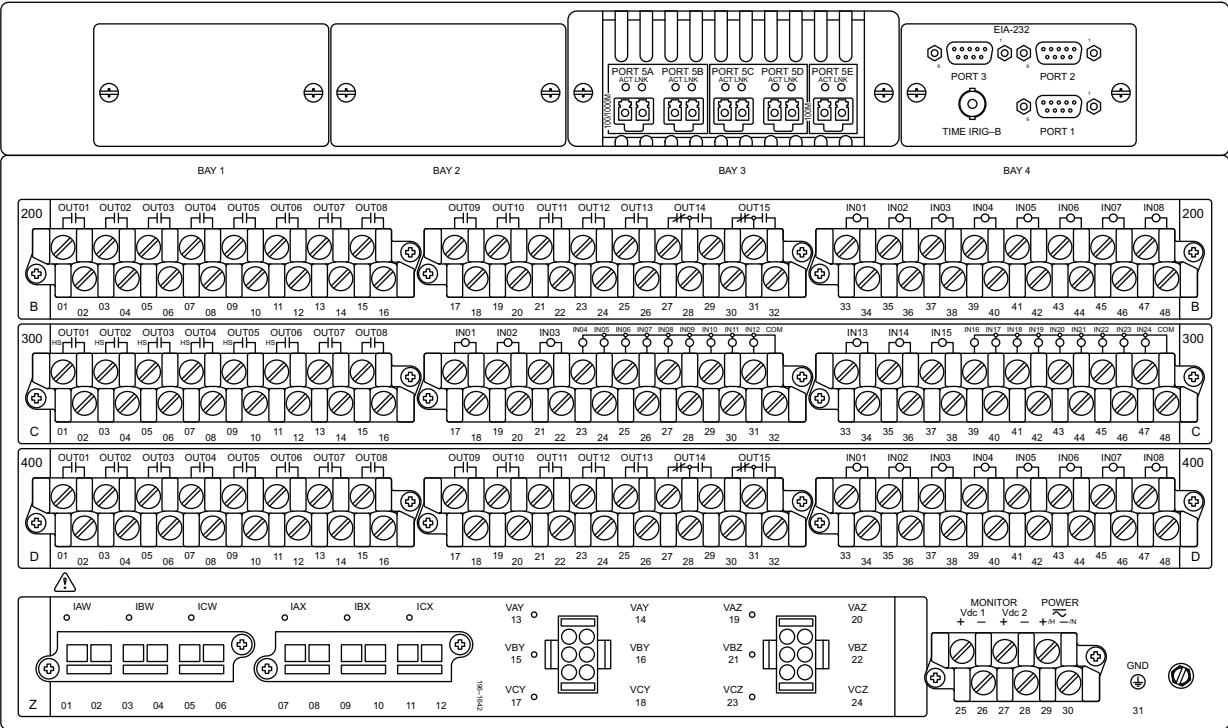 EIA-232
PORT 5A PORT 5B PORT 5C PORT 5D PORT 5E
ACT LNK ACT LNK ACT LNK ACT LNK ACT LNK
100/1000M 100M
1 1
9 9
PORT 3 PORT 2
1
9
TIME IRIG–B PORT 1
BAY 1 BAY 2 BAY 3 BAY 4
200 OUT01 OUT02 OUT03 OUT04 OUT05 OUT06 OUT07 OUT08 OUT09 OUT10 OUT11 OUT12 OUT13 OUT14 OUT15 IN01 IN02 IN03 IN04 IN05 IN06 IN07 IN08 200
B 01 02 03 04 05 06 07 08 09 10 11 12 13 14 15 16 17 18 19 20 21 22 23 24 25 26 27 28 29 30 31 32 33 34 35 36 37 38 39 40 41 42 43 44 45 46 47 48 B
300 OUT01 OUT02 OUT03 OUT04 OUT05 OUT06 OUT07 OUT08 IN01 IN02 IN03 IN04 IN05 IN06 IN07 IN08 IN09 IN10 IN11 IN12 COM IN13 IN14 IN15 IN16 IN17 IN18 IN19 IN20 IN21 IN22 IN23 IN24 COM 300
HS HS HS HS HS HS
C 01 02 03 04 05 06 07 08 09 10 11 12 13 14 15 16 17 18 19 20 21 22 23 24 25 26 27 28 29 30 31 32 33 34 35 36 37 38 39 40 41 42 43 44 45 46 47 48 C
400 OUT01 OUT02 OUT03 OUT04 OUT05 OUT06 OUT07 OUT08 OUT09 OUT10 OUT11 OUT12 OUT13 OUT14 OUT15 IN01 IN02 IN03 IN04 IN05 IN06 IN07 IN08 400
D 01 02 03 04 05 06 07 08 09 10 11 12 13 14 15 16 17 18 19 20 21 22 23 24 25 26 27 28 29 30 31 32 33 34 35 36 37 38 39 40 41 42 43 44 45 46 47 48 D
IAW IBW ICW IAX IBX ICX
VAY VAY VAZ VAZ
13 14 19 20
VBY VBY VBZ VBZ
15 16 21 22
VCY VCY VCZ VCZ
17 18 23 24
Z 01 02 03 04 05 06 07 08 09 10 11 12
196–1642
MONITOR POWER
Vdc 1 Vdc 2
+ – + – +/H –/N
25 26 27 28 29 30
GND
31